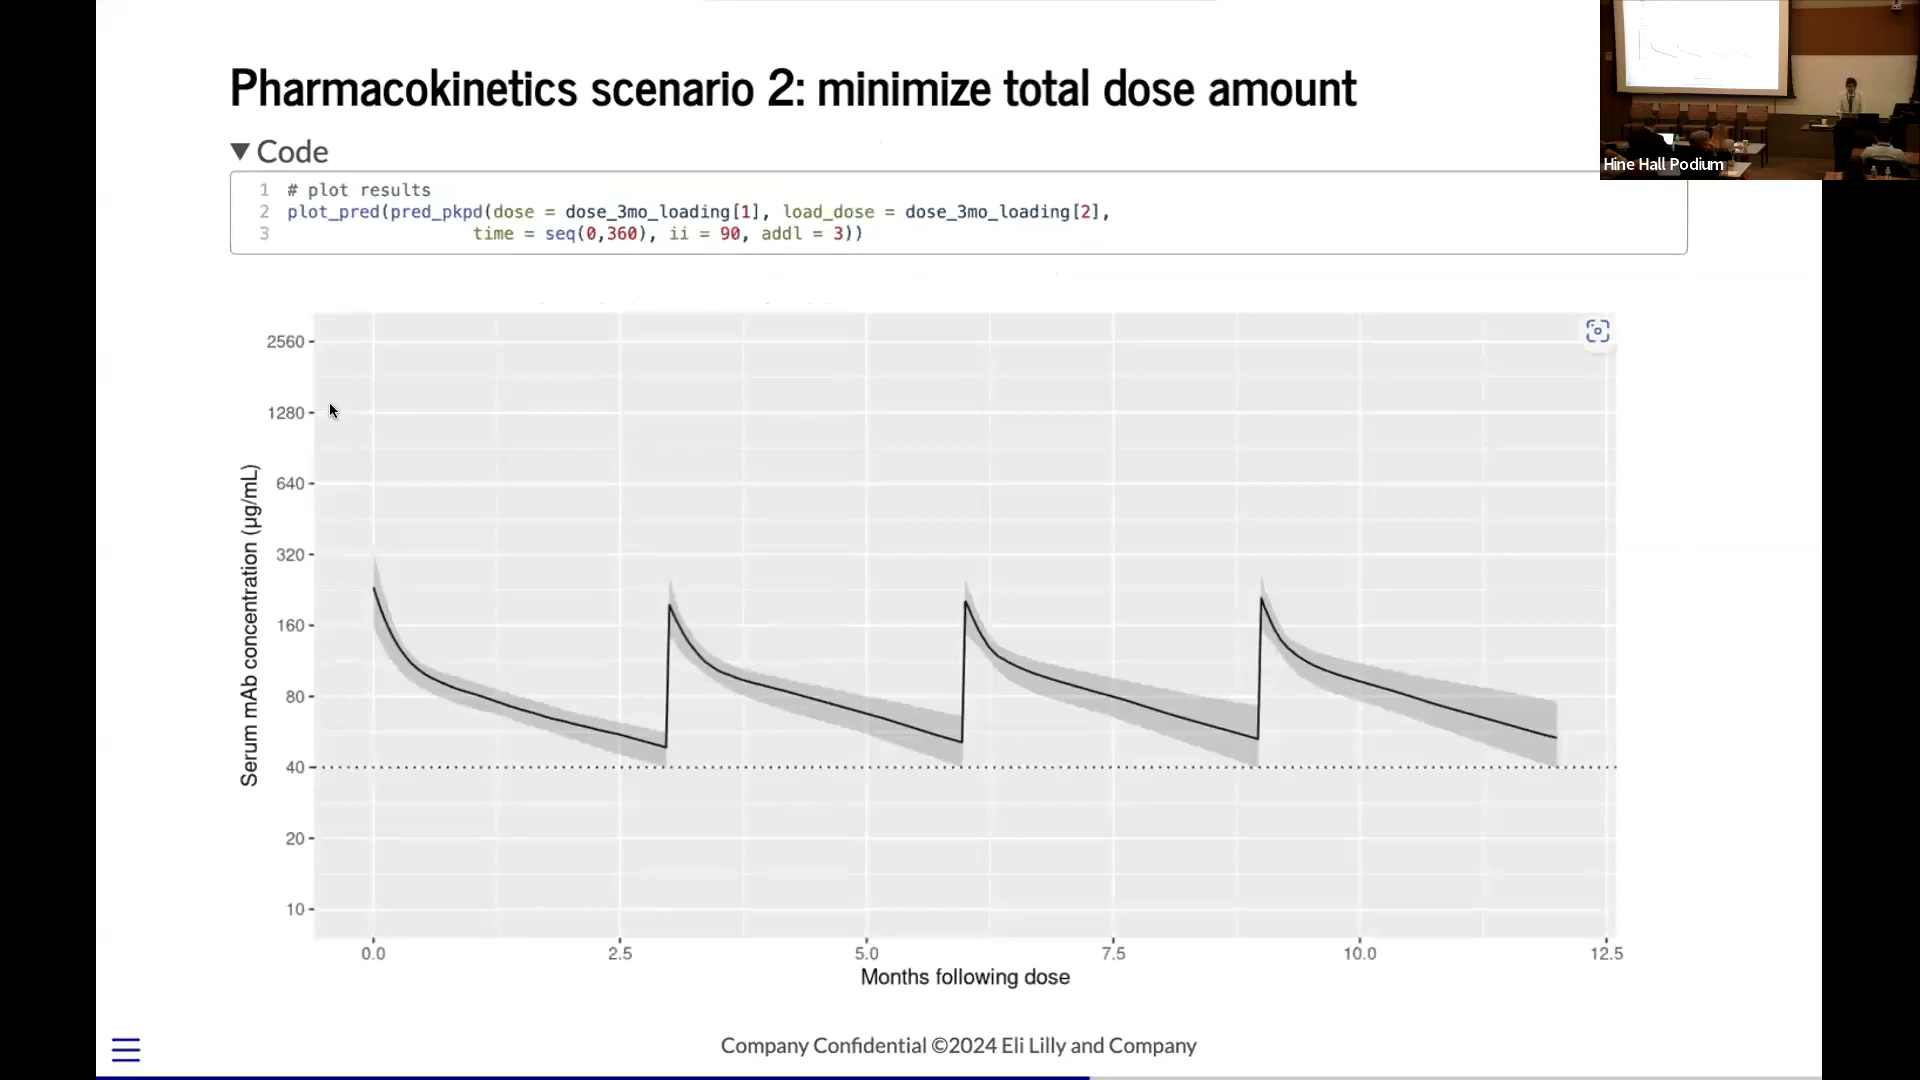 Pharmacokinetics scenario 2: minimize total dose amount
▼ Code
1 # plot results
2 plot_pred(pred_pkpd(dose = dose_3mo_loading[1], load_dose = dose_3mo_loading[2],
3 time = seq(0,360), ii = 90, addl = 3))
Hine Hall Podium
Serum mAb concentration (µg/mL)
2560
1280
640
320
160
80
40
20
10
0.0 2.5 5.0 7.5 10.0 12.5
Months following dose
Company Confidential ©2024 Eli Lilly and Company